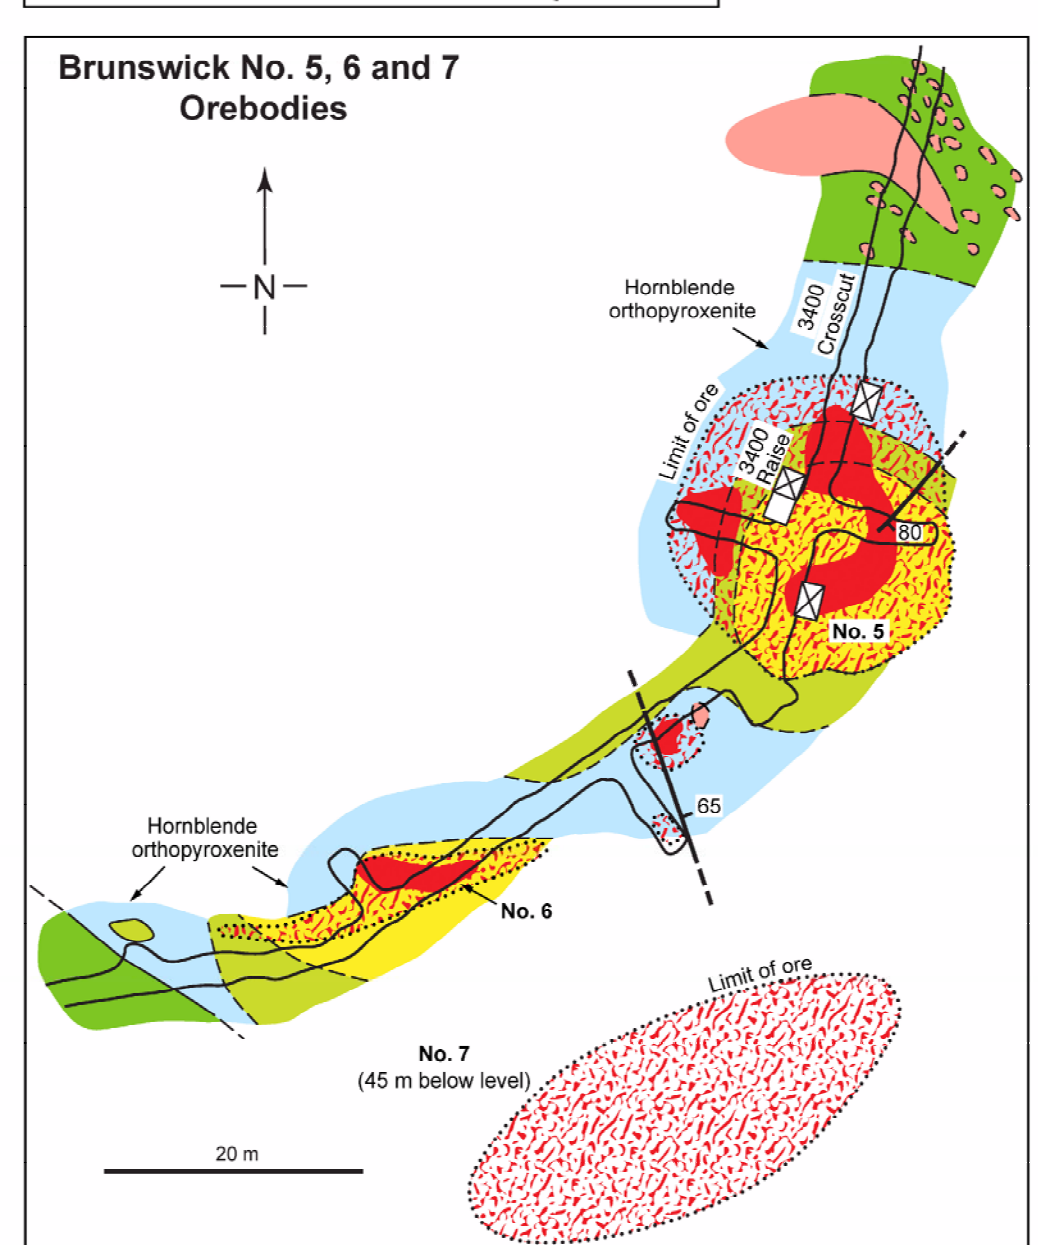 Brunswick No. 5, 6 and 7
Orebodies
N
Hornblende
orthopyroxenite
3400
Crosscut
Limit of ore
3400
Raise
80
No. 5
65
Hornblende
orthopyroxenite
No. 6
Limit of ore
No. 7
(45 m below level)
20 m